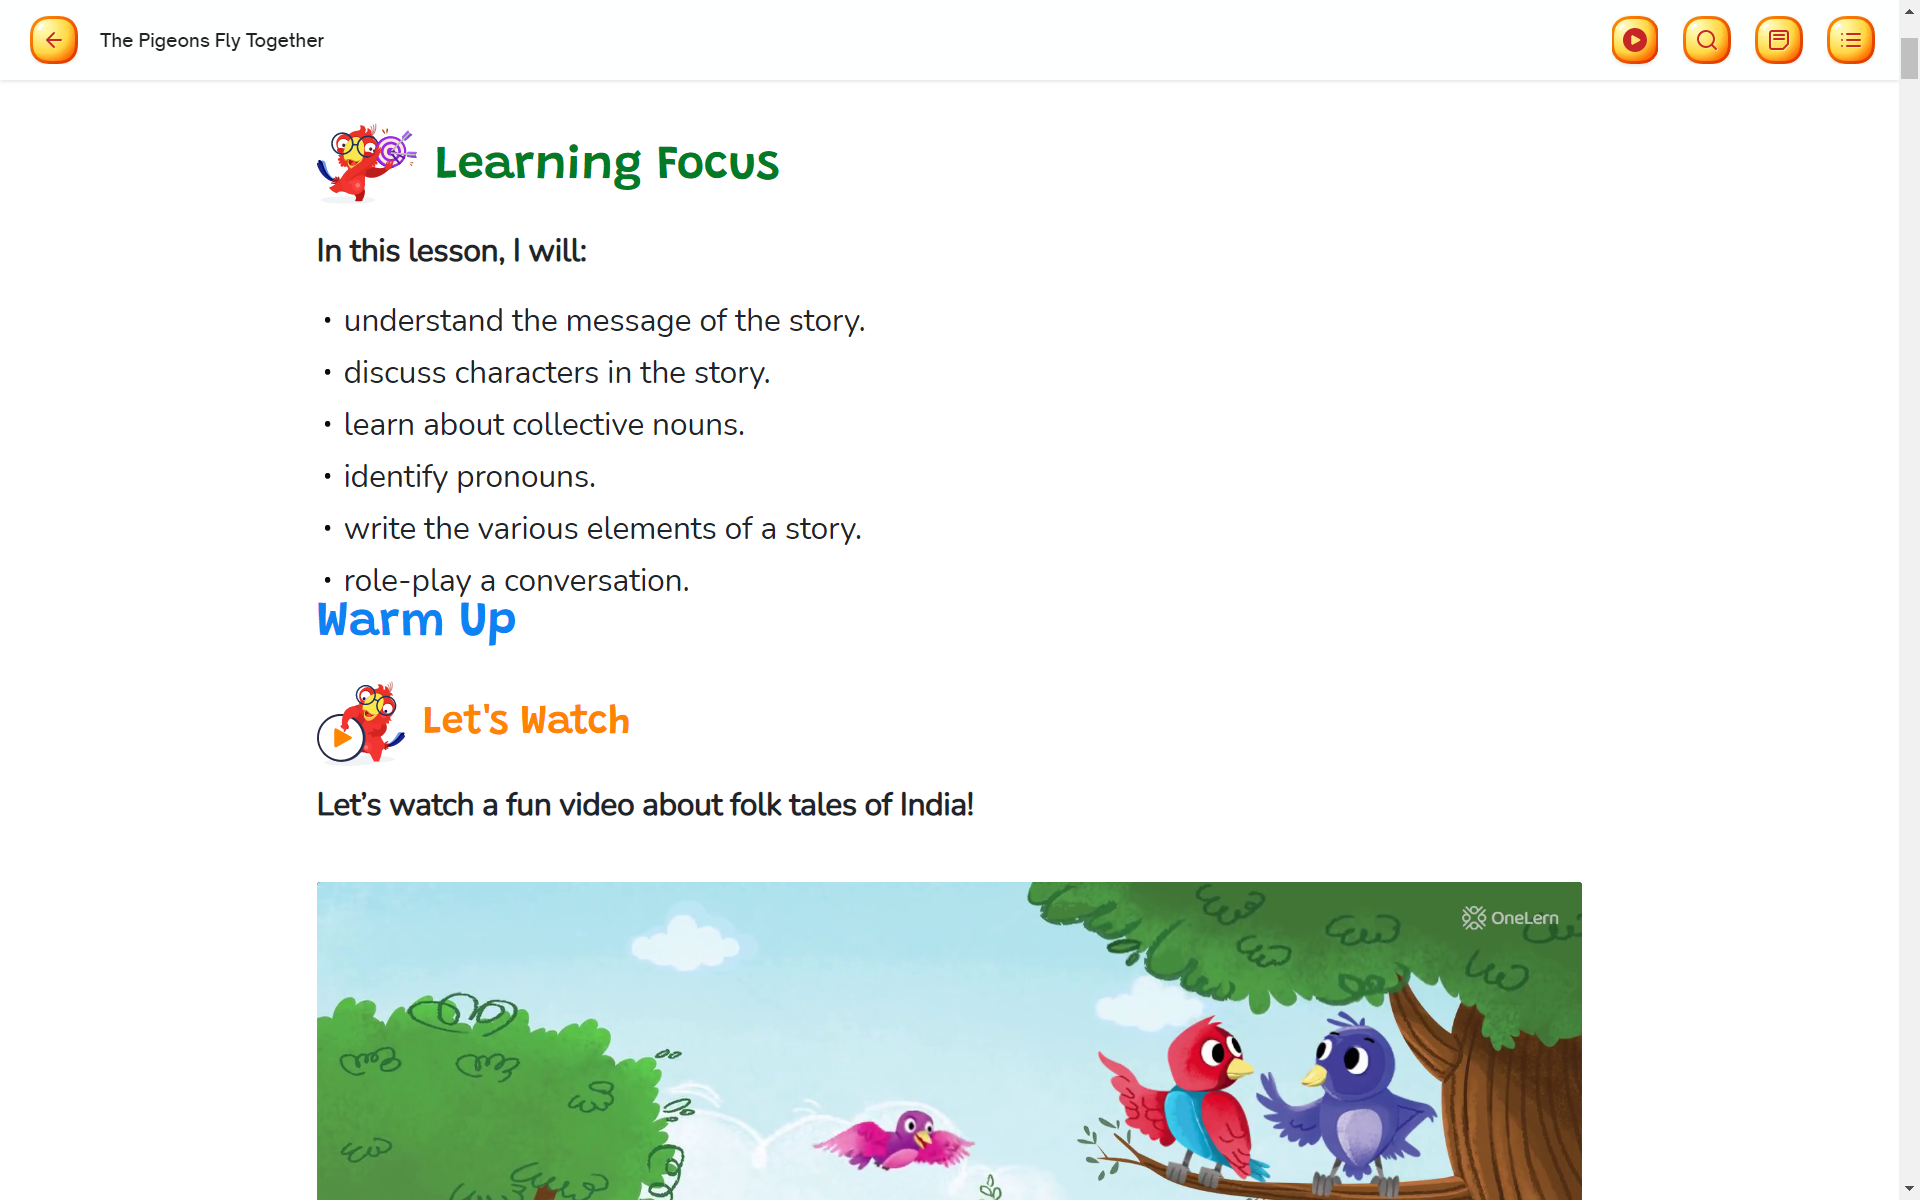 The Pigeons Fly Together
Learning Focus
In this lesson, I will:
• understand the message of the story.
• discuss characters in the story.
• learn about collective nouns.
• identify pronouns.
• write the various elements of a story.
• role-play a conversation.
Warm Up
Let's Watch
Let’s watch a fun video about folk tales of India!
OneLern